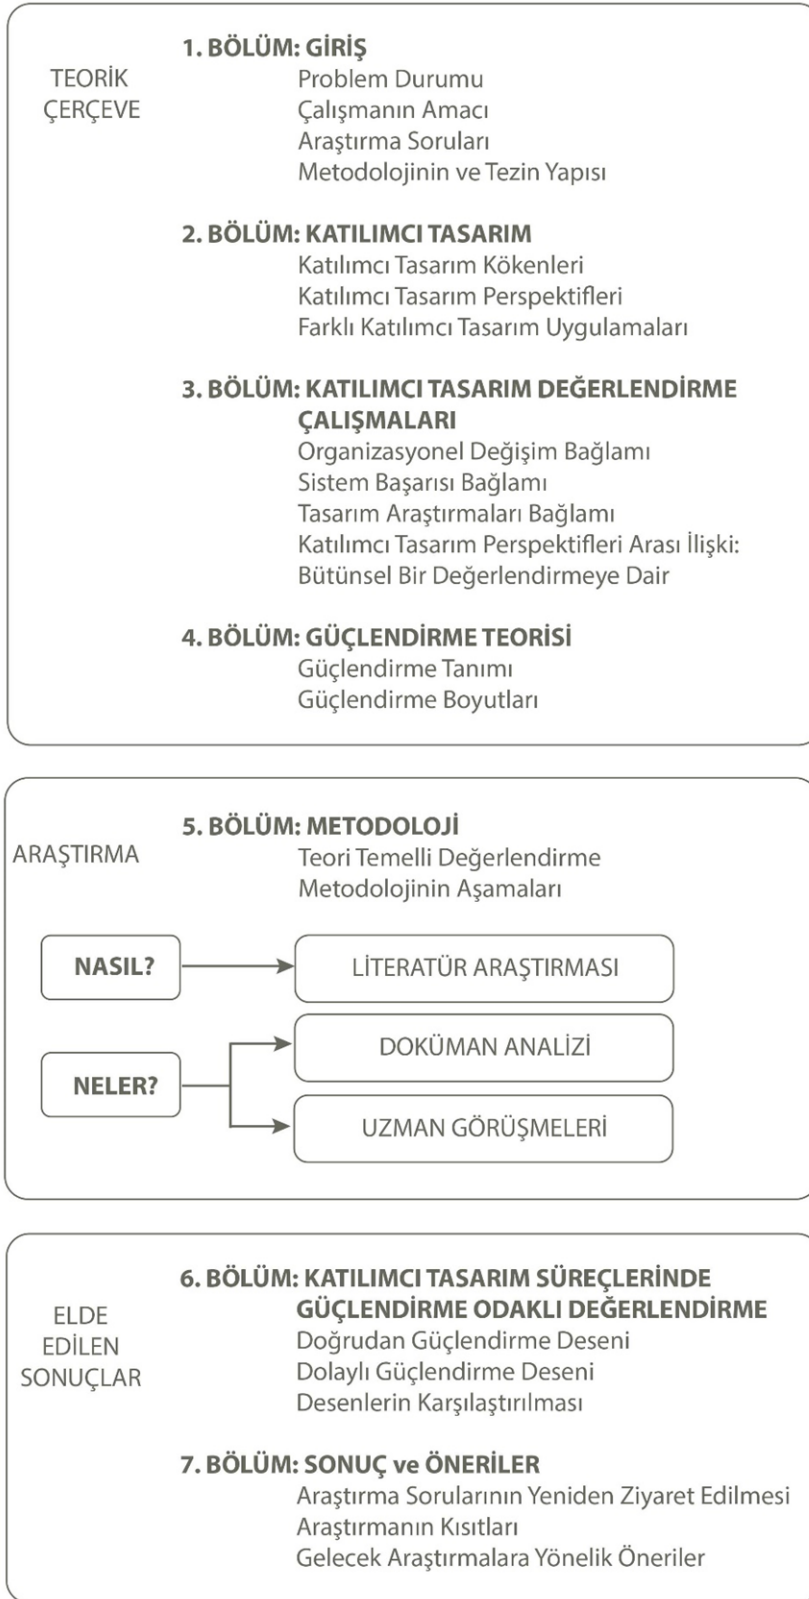 TEORİK
ÇERÇEVE
1. BÖLÜM: GİRİŞ
Problem Durumu
Çalışmanın Amacı
Araştırma Soruları
Metodolojinin ve Tezin Yapısı
2. BÖLÜM: KATILIMCI TASARIM
Katılımcı Tasarım Kökenleri
Katılımcı Tasarım Perspektifleri
Farklı Katılımcı Tasarım Uygulamaları
3. BÖLÜM: KATILIMCI TASARIM DEĞERLENDİRME
ÇALIŞMALARI
Organizasyonel Değişim Bağlamı
Sistem Başarısı Bağlamı
Tasarım Araştırmaları Bağlamı
Katılımcı Tasarım Perspektifleri Arası İlişki:
Bütünsel Bir Değerlendirmeye Dair
4. BÖLÜM: GÜÇLENDİRME TEORİSİ
Güçlendirme Tanımı
Güçlendirme Boyutları
ARAŞTIRMA
5. BÖLÜM: METODOLOJİ
Teori Temelli Değerlendirme
Metodolojinin Aşamaları
NASIL?
LİTERATÜR ARAŞTIRMASI
NELER?
DOKÜMAN ANALİZİ
UZMAN GÖRÜŞMELERİ
ELDE
EDİLEN
SONUÇLAR
6. BÖLÜM: KATILIMCI TASARIM SÜREÇLERİNDE
GÜÇLENDİRME ODAKLI DEĞERLENDİRME
Doğrudan Güçlendirme Deseni
Dolaylı Güçlendirme Deseni
Desenlerin Karşılaştırılması
7. BÖLÜM: SONUÇ ve ÖNERİLER
Araştırma Sorularının Yeniden Ziyaret Edilmesi
Araştırmanın Kısıtları
Gelecek Araştırmalara Yönelik Öneriler